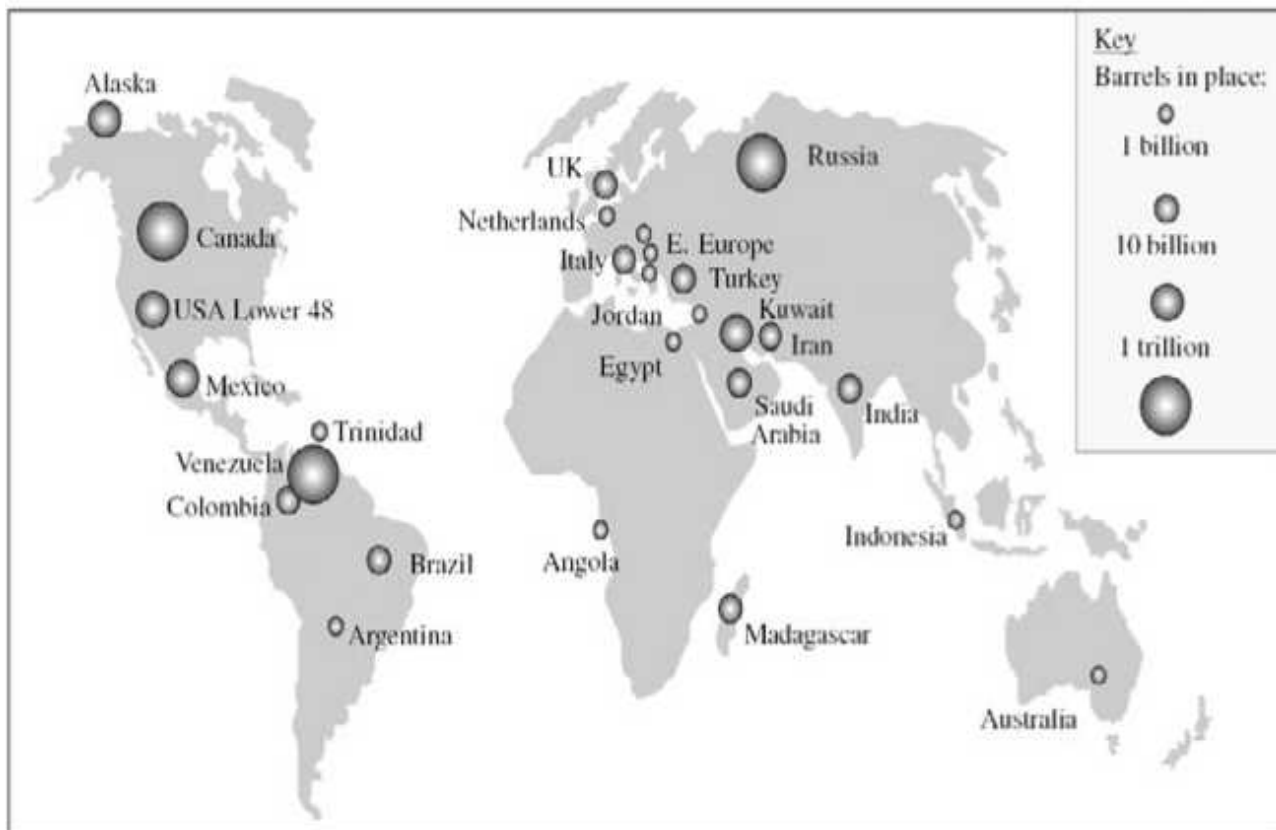 Key
Barrels in place:
1 billion
10 billion
1 trillion
Alaska
Canada
USA Lower 48
Mexico
Trinidad
Venezuela
Colombia
Brazil
Argentina
UK
Netherlands
Italy
E. Europe
Turkey
Russia
Jordan
Kuwait
Iran
Egypt
Saudi
Arabia
India
Angola
Madagascar
Indonesia
Australia